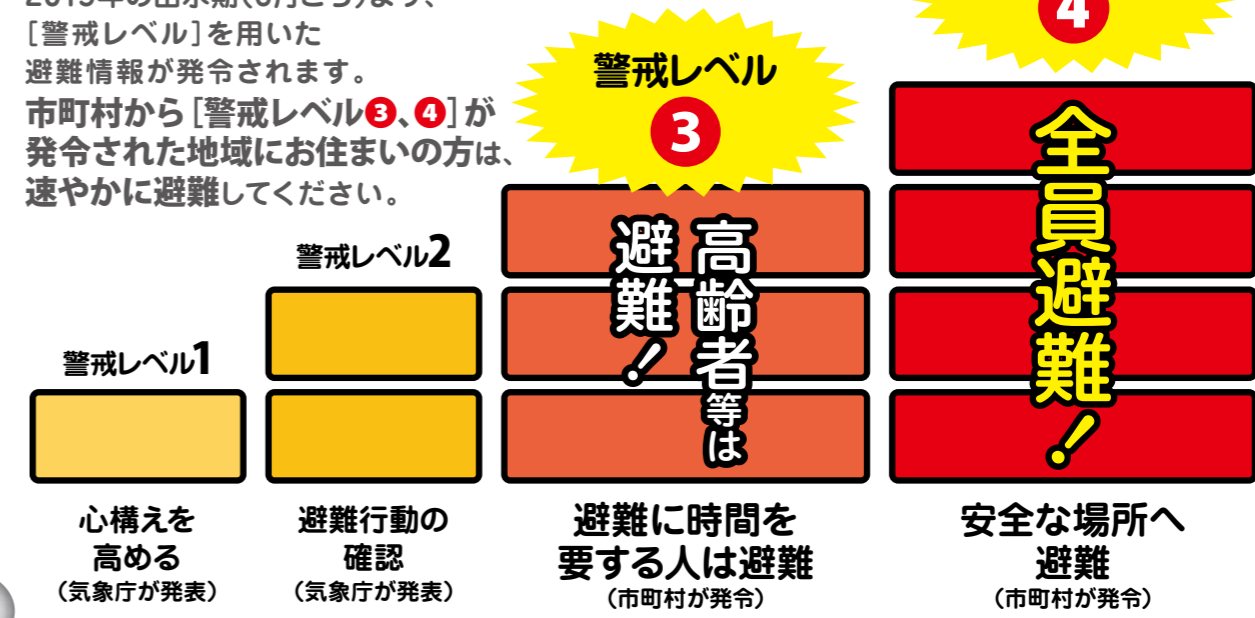 [警戒レベル]を用いた
避難情報が発令されます。
市町村から[警戒レベル❸、❹]が
発令された地域にお住まいの方は、
速やかに避難してください。
警戒レベル1
心構えを
高める
(気象庁が発表)
警戒レベル2
避難行動の
確認
(気象庁が発表)
警戒レベル
3
高齢者等は
避難!
避難に時間を
要する人は避難
(市町村が発令)
4
全員避難!
安全な場所へ
避難
(市町村が発令)